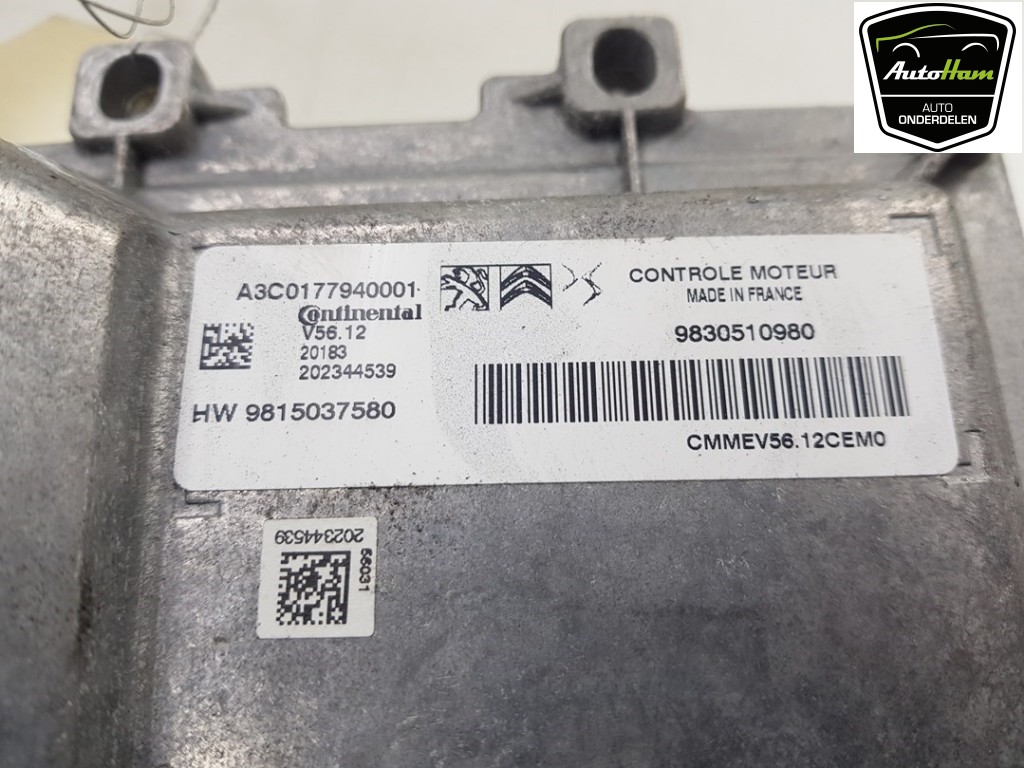 AutoHam
AUTO
ONDERDELEN
A3C0177940001
Continental
V56.12
20183
202344539
HW 9815037580
CONTROLE MOTEUR
MADE IN FRANCE
9830510980
CMMEV56.12CEM0
202344539
66031